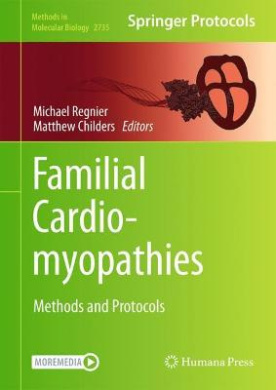 Methods in
Molecular Biology 2735
Springer Protocols
Michael Regnier
Matthew Childers Editors
Familial
Cardio-
myopathies
Methods and Protocols
MOREMEDIA
Humana Press